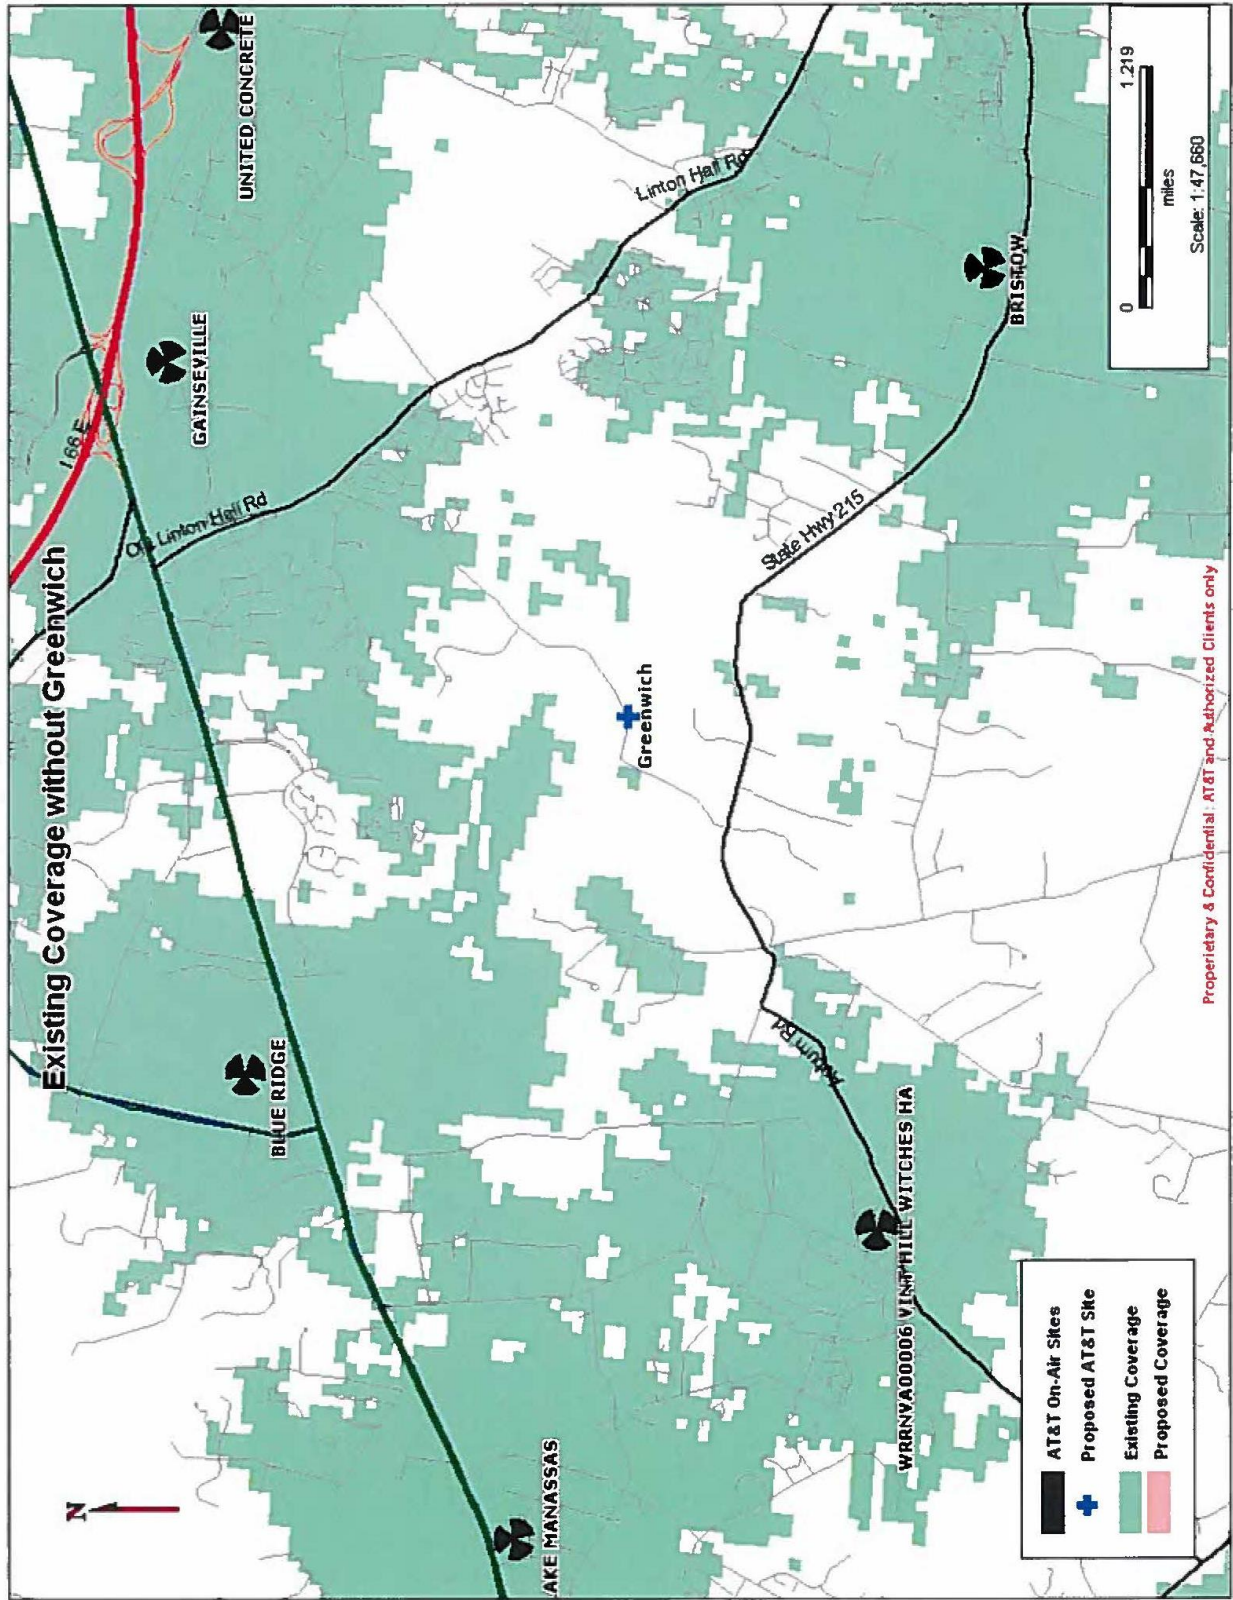 Existing Coverage without Greenwich
N
I 66 E
UNITED CONCRETE
GAINSEVILLE
BLUE RIDGE
Linton Hall Rd
Linton Hall Rd
AKE MANASSAS
Greenwich
State Hwy 215
Auburn Rd
WRRNVA00006 VINT HILL WITCHES HA
BRISTOW
AT&T On-Air Sites
Proposed AT&T Site
Existing Coverage
Proposed Coverage
0
1.219
miles
Scale: 1:47,660
Properietary & Confidential: AT&T and Authorized Clients only